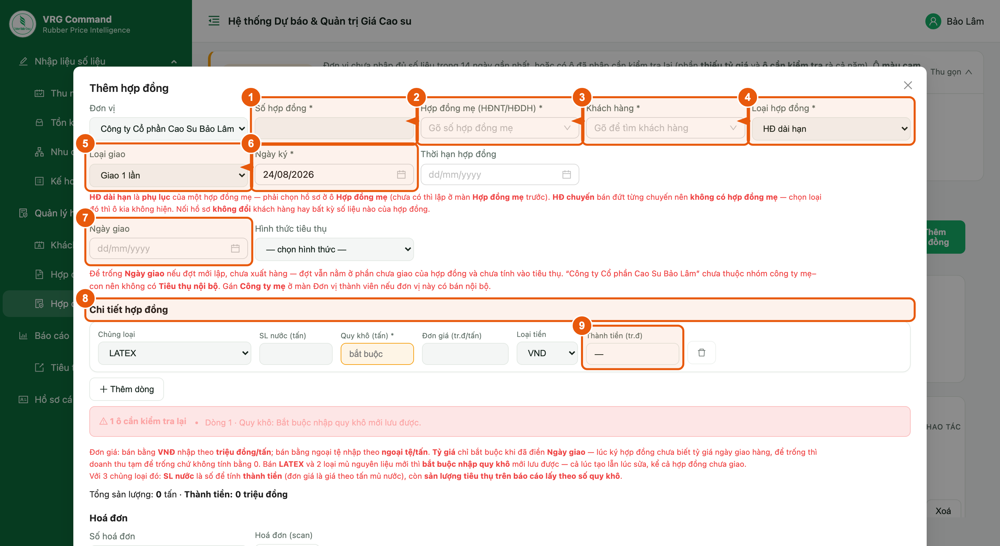 VRG Command
Rubber Price Intelligence
Hệ thống Dự báo & Quản trị Giá Cao su
Bảo Lâm
Nhập liệu số liệu
Đơn vị chưa nhập đủ số liệu trong 14 ngày gần nhất, hoặc có ô đã nhập cần kiểm tra lại (phần thiếu tỷ giá và ô cần kiểm tra rà cả năm). Ô màu cam
Thu gọn
Thu
Tồn k
Nhu
Kế ho
Quản lý h
Khách
Hợp
Hợp
Báo cáo
Tiêu t
Hồ sơ cá
Thêm hợp đồng
1
2
3
4
Đơn vị
Số hợp đồng *
Hợp đồng mẹ (HĐNT/HĐDH) *
Khách hàng *
Loại hợp đồng *
Công ty Cổ phần Cao Su Bảo Lâm
Gõ số hợp đồng mẹ
Gõ để tìm khách hàng
HĐ dài hạn
5
6
Loại giao
Ngày ký *
Thời hạn hợp đồng
Giao 1 lần
24/08/2026
dd/mm/yyyy
HĐ dài hạn là phụ lục của một hợp đồng mẹ — phải chọn hồ sơ ở ô Hợp đồng mẹ (chưa có thì lập ở màn Hợp đồng mẹ trước). HĐ chuyến bán đứt từng chuyến nên không có hợp đồng mẹ — chọn loại
đó thì ô kia không hiện. Nối hồ sơ không đổi khách hàng hay bất kỳ số liệu nào của hợp đồng.
7
Ngày giao
Hình thức tiêu thụ
dd/mm/yyyy
— chọn hình thức —
Thêm
đồng
Để trống Ngày giao nếu đợt mới lập, chưa xuất hàng — đợt vẫn nằm ở phần chưa giao của hợp đồng và chưa tính vào tiêu thụ. “Công ty Cổ phần Cao Su Bảo Lâm” chưa thuộc nhóm công ty mẹ–
con nên không có Tiêu thụ nội bộ. Gán Công ty mẹ ở màn Đơn vị thành viên nếu đơn vị này có bán nội bộ.
8
Chi tiết hợp đồng
9
Chủng loại
SL nước (tấn)
Quy khô (tấn) *
Đơn giá (tr.đ/tấn)
Loại tiền
Thành tiền (tr.đ)
LATEX
bắt buộc
VND
—
+ Thêm dòng
1 ô cần kiểm tra lại • Dòng 1 · Quy khô: Bắt buộc nhập quy khô mới lưu được.
HAO TÁC
Đơn giá: bán bằng VNĐ nhập theo triệu đồng/tấn; bán bằng ngoại tệ nhập theo ngoại tệ/tấn. Tỷ giá chỉ bắt buộc khi đã điền Ngày giao — lúc ký hợp đồng chưa biết tỷ giá ngày giao hàng, để trống thì
doanh thu tạm để trống chứ không tính bằng 0. Bán LATEX và 2 loại mủ nguyên liệu mới thì bắt buộc nhập quy khô mới lưu được — cả lúc tạo lẫn lúc sửa, kể cả hợp đồng chưa giao.
Với 3 chủng loại đó: SL nước là số để tính thành tiền (đơn giá là giá theo tấn mủ nước), còn sản lượng tiêu thụ trên báo cáo lấy theo số quy khô.
Tổng sản lượng: 0 tấn · Thành tiền: 0 triệu đồng
Xoá
Hoá đơn
Số hoá đơn
Hoá đơn (scan)